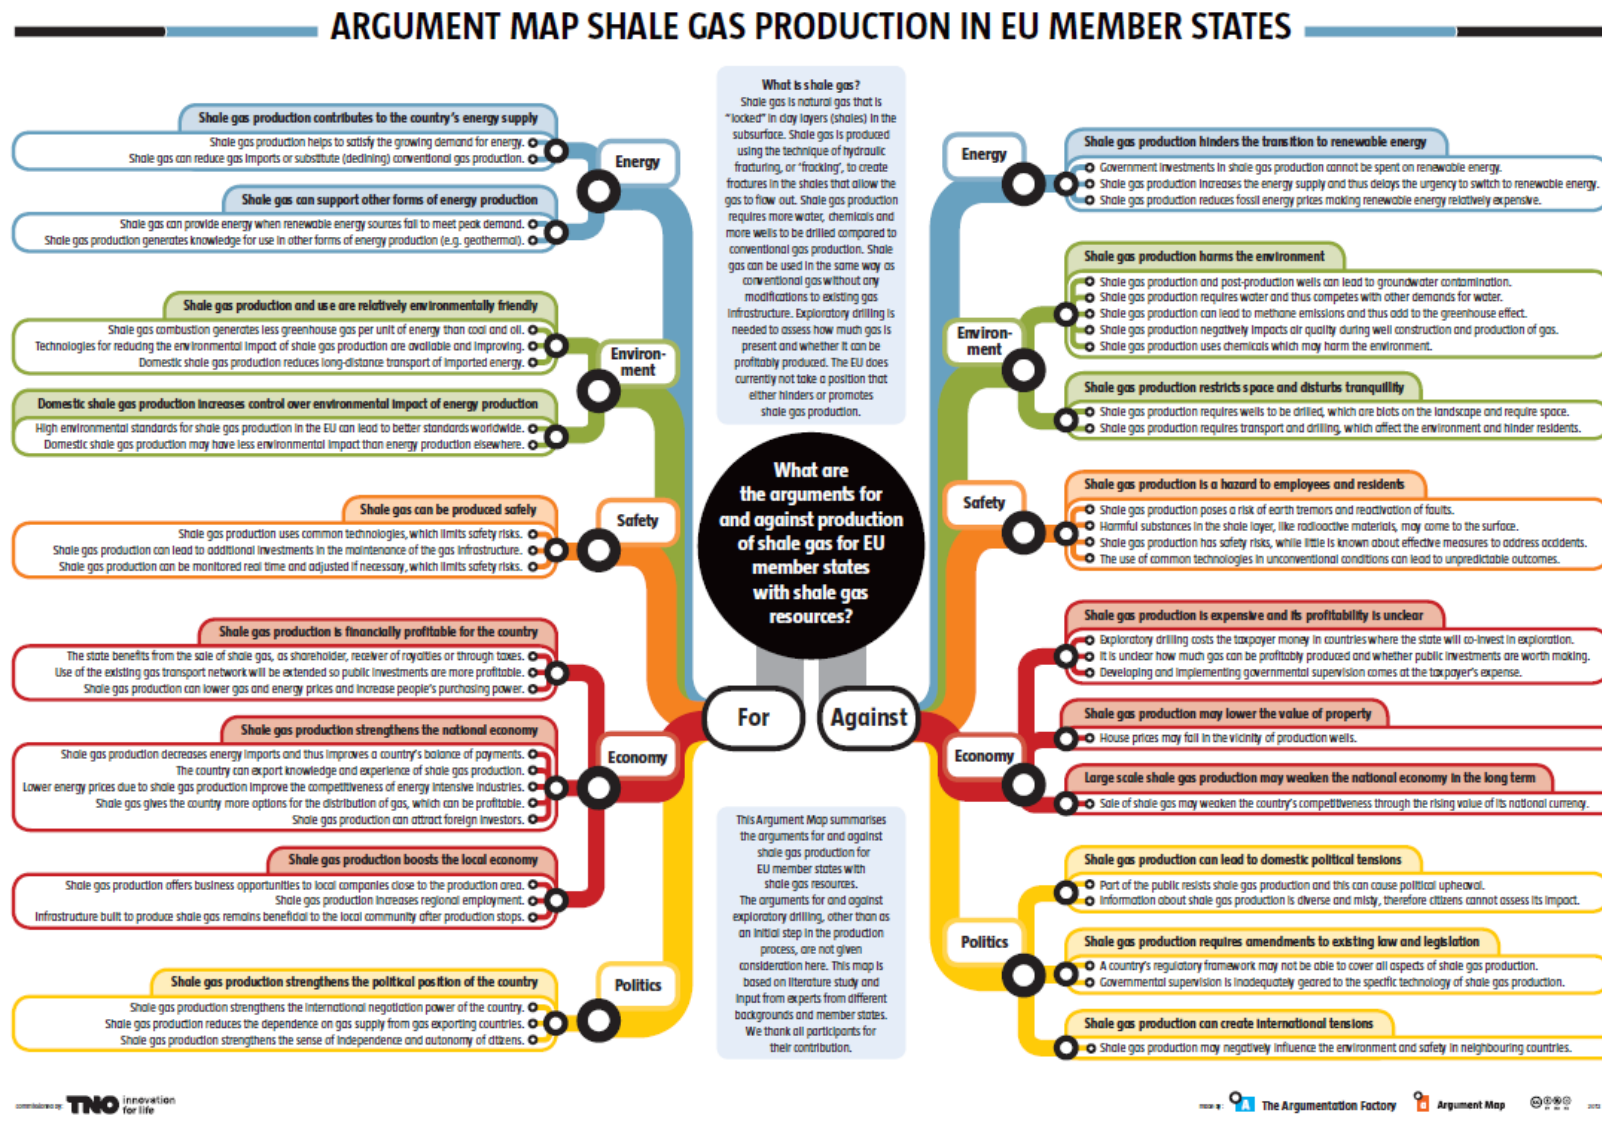 ARGUMENT MAP SHALE GAS PRODUCTION IN EU MEMBER STATES
What is shale gas?
Shale gas is natural gas that is
"locked" in clay layers (shales) in the
subsurface. Shale gas is produced
using the technique of hydraulic
fracturing, or 'fracking', to create
fractures in the shales that allow the
gas to flow out. Shale gas production
requires more water, chemicals and
more wells to be drilled compared to
conventional gas production. Shale
gas can be used in the same way as
conventional gas without any
modifications to existing gas
infrastructure. Exploratory drilling is
needed to assess how much gas is
present and whether it can be
profitably produced. The EU does
currently not take a position that
either hinders or promotes
shale gas production.
What are
the arguments for
and against production
of shale gas for EU
member states
with shale gas
resources?
For
Energy
Shale gas production contributes to the country's energy supply
Shale gas production helps to satisfy the growing demand for energy.
Shale gas can reduce gas imports or substitute (declining) conventional gas production.
Shale gas can support other forms of energy production
Shale gas can provide energy when renewable energy sources fail to meet peak demand.
Shale gas production generates knowledge for use in other forms of energy production (e.g. geothermal).
Environ-
ment
Shale gas production and use are relatively environmentally friendly
Shale gas combustion generates less greenhouse gas per unit of energy than coal and oil.
Technologies for reducing the environmental impact of shale gas production are available and improving.
Domestic shale gas production reduces long-distance transport of imported energy.
Domestic shale gas production increases control over environmental impact of energy production
High environmental standards for shale gas production in the EU can lead to better standards worldwide.
Domestic shale gas production may have less environmental impact than energy production elsewhere.
Safety
Shale gas can be produced safely
Shale gas production uses common technologies, which limits safety risks.
Shale gas production can lead to additional investments in the maintenance of the gas infrastructure.
Shale gas production can be monitored real time and adjusted if necessary, which limits safety risks.
Economy
Shale gas production is financially profitable for the country
The state benefits from the sale of shale gas, as shareholder, receiver of royalties or through taxes.
Use of the existing gas transport network will be extended so public investments are more profitable.
Shale gas production can lower gas and energy prices and increase people's purchasing power.
Shale gas production strengthens the national economy
Shale gas production decreases energy imports and thus improves a country's balance of payments.
The country can export knowledge and experience of shale gas production.
Lower energy prices due to shale gas production improve the competitiveness of energy intensive industries.
Shale gas gives the country more options for the distribution of gas, which can be profitable.
Shale gas production can attract foreign investors.
Shale gas production boosts the local economy
Shale gas production offers business opportunities to local companies close to the production area.
Shale gas production increases regional employment.
Infrastructure built to produce shale gas remains beneficial to the local community after production stops.
Politics
Shale gas production strengthens the political position of the country
Shale gas production strengthens the international negotiation power of the country.
Shale gas production reduces the dependence on gas supply from gas exporting countries.
Shale gas production strengthens the sense of independence and autonomy of citizens.
Against
Energy
Shale gas production hinders the transition to renewable energy
Government investments in shale gas production cannot be spent on renewable energy.
Shale gas production increases the energy supply and thus delays the urgency to switch to renewable energy.
Shale gas production reduces fossil energy prices making renewable energy relatively expensive.
Environ-
ment
Shale gas production harms the environment
Shale gas production and post-production wells can lead to groundwater contamination.
Shale gas production requires water and thus competes with other demands for water.
Shale gas production can lead to methane emissions and thus add to the greenhouse effect.
Shale gas production negatively impacts air quality during well construction and production of gas.
Shale gas production uses chemicals which may harm the environment.
Shale gas production restricts space and disturbs tranquillity
Shale gas production requires wells to be drilled, which are blots on the landscape and require space.
Shale gas production requires transport and drilling, which affect the environment and hinder residents.
Safety
Shale gas production is a hazard to employees and residents
Shale gas production poses a risk of earth tremors and reactivation of faults.
Harmful substances in the shale layer, like radioactive materials, may come to the surface.
Shale gas production has safety risks, while little is known about effective measures to address accidents.
The use of common technologies in unconventional conditions can lead to unpredictable outcomes.
Economy
Shale gas production is expensive and its profitability is unclear
Exploratory drilling costs the taxpayer money in countries where the state will co-invest in exploration.
It is unclear how much gas can be profitably produced and whether public investments are worth making.
Developing and implementing governmental supervision comes at the taxpayer's expense.
Shale gas production may lower the value of property
House prices may fall in the vicinity of production wells.
Large scale shale gas production may weaken the national economy in the long term
Sale of shale gas may weaken the country's competitiveness through the rising value of its national currency.
Politics
Shale gas production can lead to domestic political tensions
Part of the public resists shale gas production and this can cause political upheaval.
Information about shale gas production is diverse and misty, therefore citizens cannot assess its impact.
Shale gas production requires amendments to existing law and legislation
A country's regulatory framework may not be able to cover all aspects of shale gas production.
Governmental supervision is inadequately geared to the specific technology of shale gas production.
Shale gas production can create international tensions
Shale gas production may negatively influence the environment and safety in neighbouring countries.
This Argument Map summarises
the arguments for and against
shale gas production for
EU member states with
shale gas resources.
The arguments for and against
exploratory drilling, other than as
an initial step in the production
process, are not given
consideration here. This map is
based on literature study and
input from experts from different
backgrounds and member states.
We thank all participants for
their contribution.
commissioned by:
TNO innovation
for life
made by:
The Argumentation Factory
Argument Map